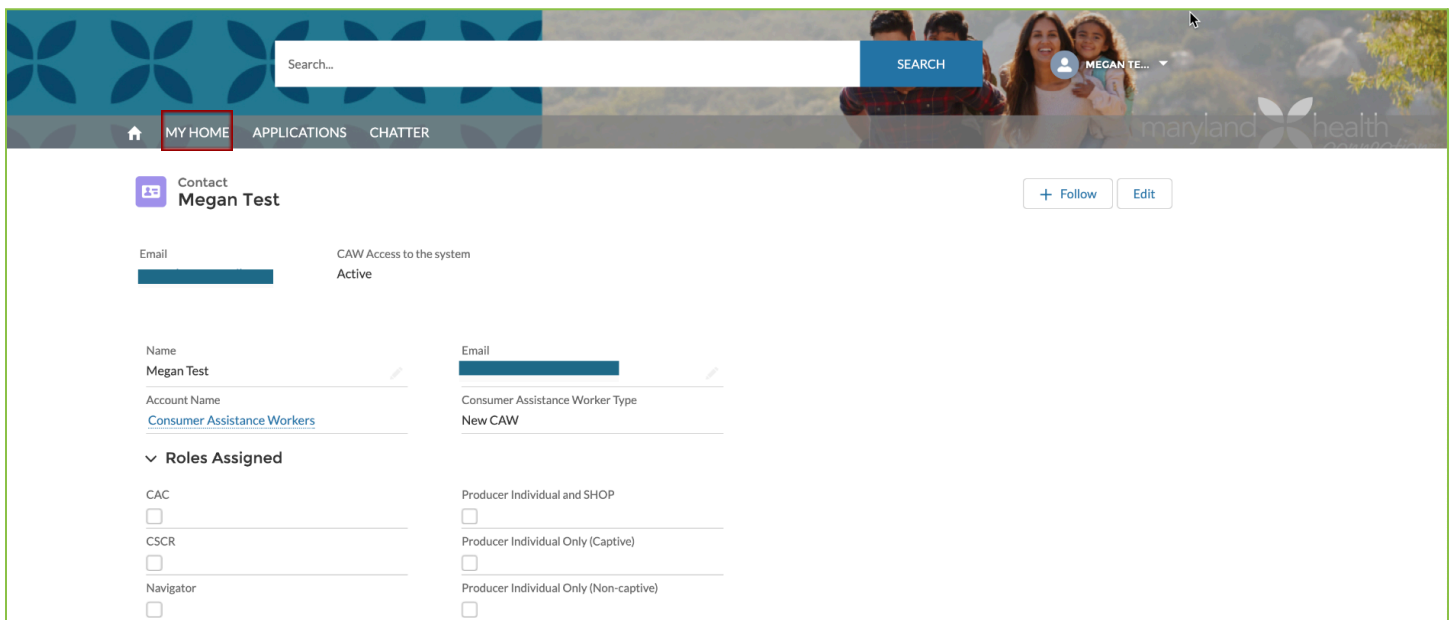 Search...
SEARCH
MEGAN TE...
MY HOME APPLICATIONS CHATTER
maryland health
connection
Contact
Megan Test
+ Follow
Edit
Email CAW Access to the system
Active
Name Email
Megan Test
Account Name Consumer Assistance Worker Type
Consumer Assistance Workers New CAW
Roles Assigned
CAC Producer Individual and SHOP
CSCR Producer Individual Only (Captive)
Navigator Producer Individual Only (Non-captive)